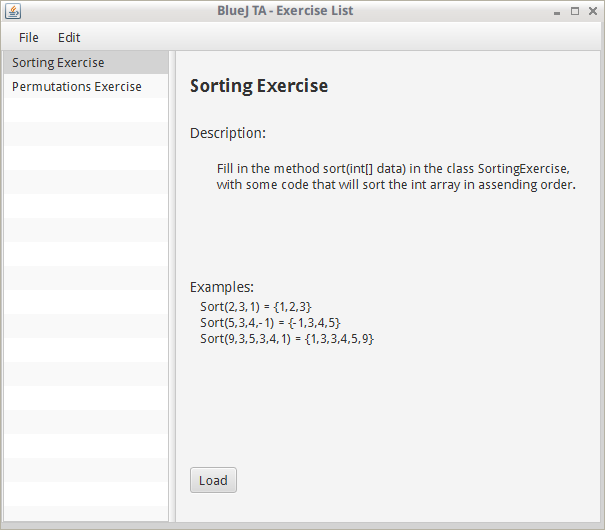 BlueJ TA - Exercise List
File Edit
Sorting Exercise
Permutations Exercise
Sorting Exercise
Description:
Fill in the method sort(int[] data) in the class SortingExercise,
with some code that will sort the int array in assending order.
Examples:
Sort(2,3,1) = {1,2,3}
Sort(5,3,4,-1) = {-1,3,4,5}
Sort(9,3,5,3,4,1) = {1,3,3,4,5,9}
Load